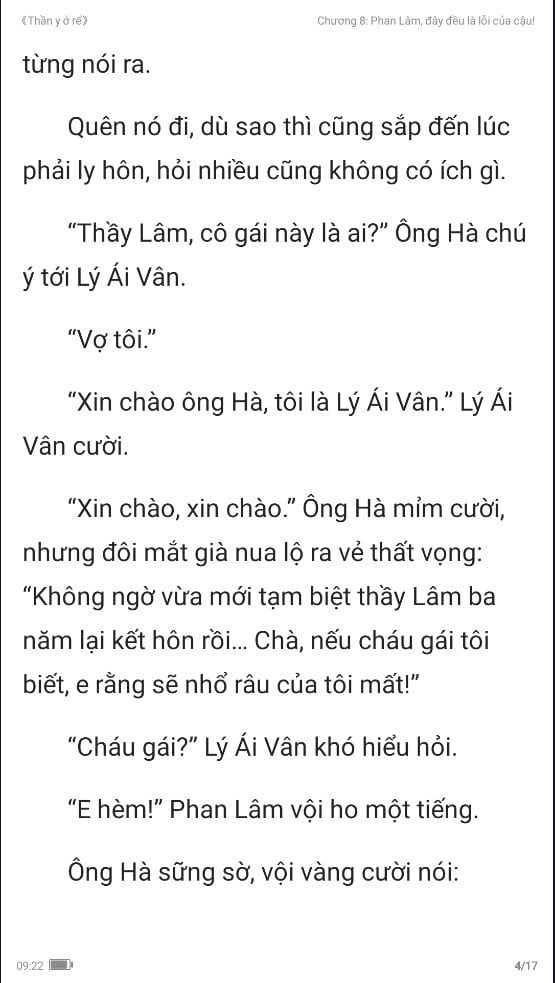 《Thần y ở rể》
Chương 8: Phan Lâm, đây đều là lỗi của cậu!
từng nói ra.
Quên nó đi, dù sao thì cũng sắp đến lúc
phải ly hôn, hỏi nhiều cũng không có ích gì.
“Thầy Lâm, cô gái này là ai?” Ông Hà chú
ý tới Lý Ái Vân.
“Vợ tôi.”
“Xin chào ông Hà, tôi là Lý Ái Vân.” Lý Ái
Vân cười.
“Xin chào, xin chào.” Ông Hà mỉm cười,
nhưng đôi mắt già nua lộ ra vẻ thất vọng:
“Không ngờ vừa mới tạm biệt thầy Lâm ba
năm lại kết hôn rồi... Chà, nếu cháu gái tôi
biết, e rằng sẽ nhổ râu của tôi mất!”
“Cháu gái?” Lý Ái Vân khó hiểu hỏi.
“E hèm!” Phan Lâm vội ho một tiếng.
Ông Hà sững sờ, vội vàng cười nói:
09:22
4/17